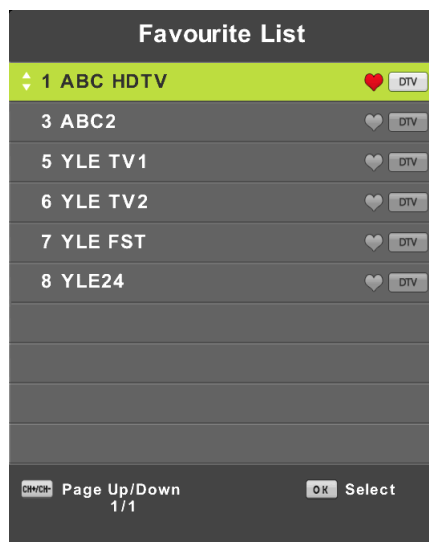 Favourite List
1 ABC HDTV DTV
3 ABC2 DTV
5 YLE TV1 DTV
6 YLE TV2 DTV
7 YLE FST DTV
8 YLE24 DTV
CH+/CH- Page Up/Down OK Select
1/1